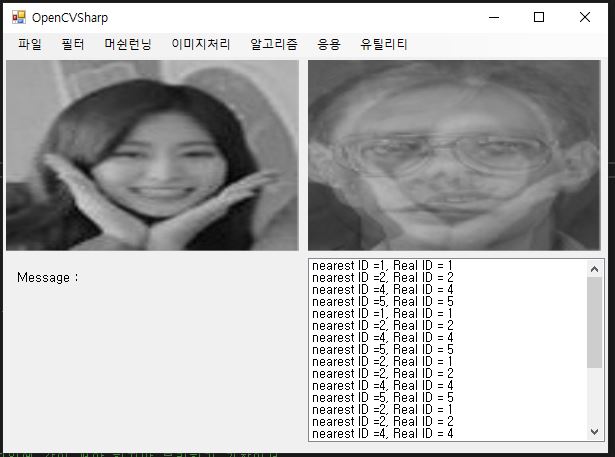 OpenCVSharp
파일 필터 머쉰런닝 이미지처리 알고리즘 응용 유틸리티
Message :
nearest ID =1, Real ID = 1
nearest ID =2, Real ID = 2
nearest ID =4, Real ID = 4
nearest ID =5, Real ID = 5
nearest ID =1, Real ID = 1
nearest ID =2, Real ID = 2
nearest ID =4, Real ID = 4
nearest ID =5, Real ID = 5
nearest ID =2, Real ID = 1
nearest ID =2, Real ID = 2
nearest ID =4, Real ID = 4
nearest ID =5, Real ID = 5
nearest ID =2, Real ID = 1
nearest ID =2, Real ID = 2
nearest ID =4, Real ID = 4